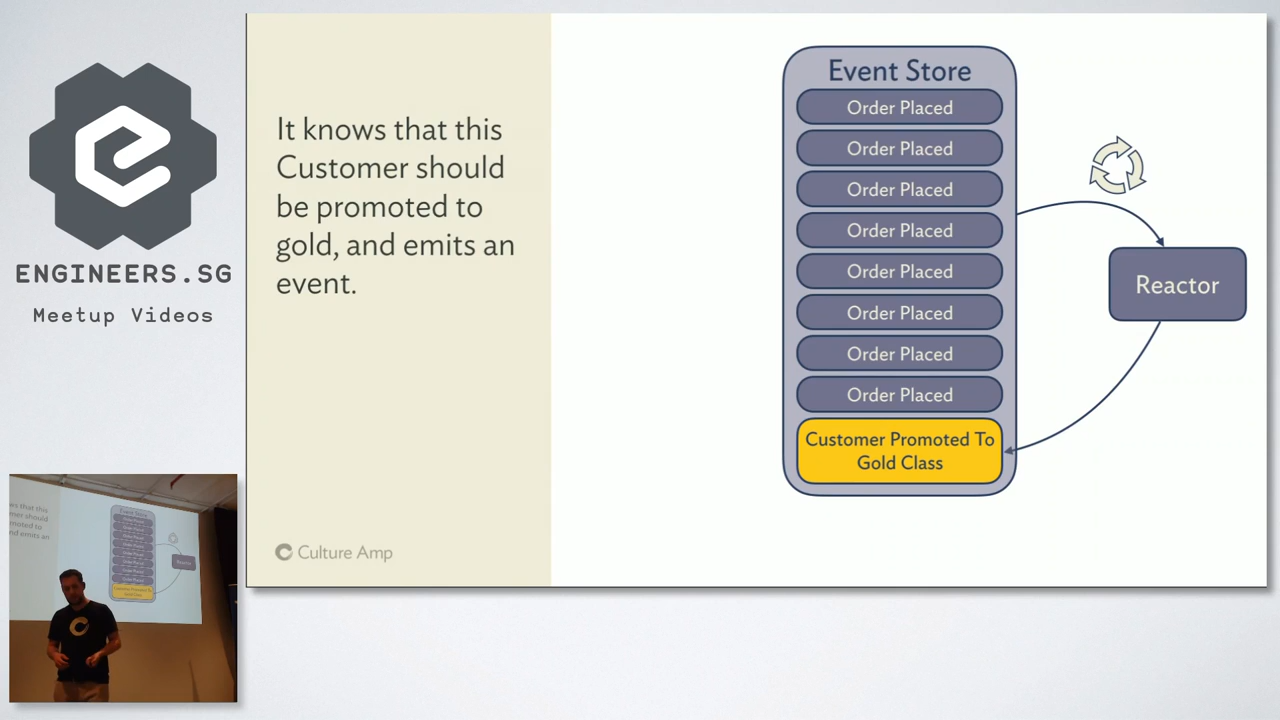 ENGINEERS.SG
Meetup Videos
It knows that this
Customer should
be promoted to
gold, and emits an
event.
Culture Amp
Event Store
Order Placed
Order Placed
Order Placed
Order Placed
Order Placed
Order Placed
Order Placed
Order Placed
Customer Promoted To
Gold Class
Reactor